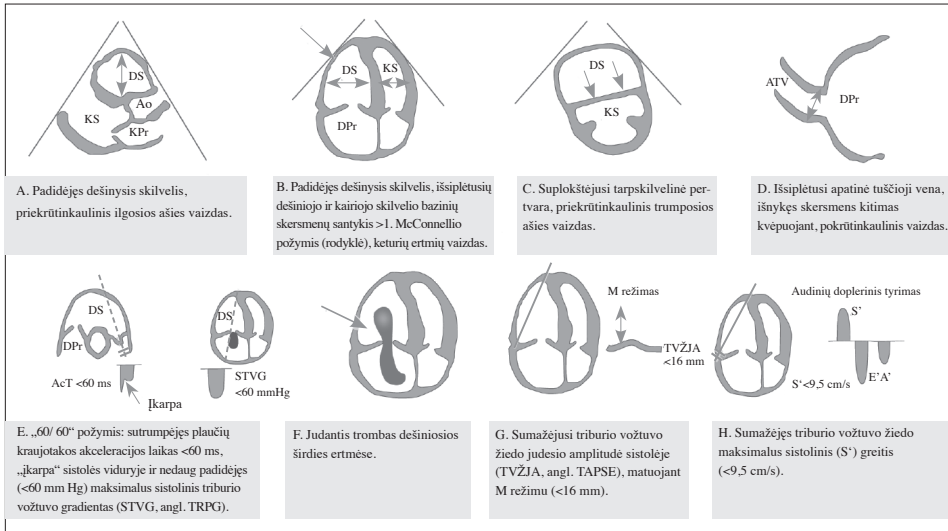 DS
Ao
KS
KPr
A. Padidėjęs dešinysis skilvelis,
priekrūtinkaulinis ilgosios ašies vaizdas.
DS
KS
DPr
B. Padidėjęs dešinysis skilvelis, išsiplėtusių
dešiniojo ir kairiojo skilvelio bazinių
skersmenų santykis >1. McConnellio
požymis (rodyklė), keturių ertmių vaizdas.
DS
KS
C. Suplokštėjusi tarpskilvelinė per-
tvara, priekrūtinkaulinis trumposios
ašies vaizdas.
ATV
DPr
D. Išsiplėtusi apatinė tuščioji vena,
išnykęs skersmens kitimas
kvėpuojant, pokrūtinkaulinis vaizdas.
DS
DPr
AcT <60 ms
Įkarpa
DS
STVG
<60 mmHg
E. „60/ 60“ požymis: sutrumpėjęs plaučių
kraujotakos akceleracijos laikas <60 ms,
„įkarpa“ sistolės viduryje ir nedaug padidėjęs
(<60 mm Hg) maksimalus sistolinis triburio
vožtuvo gradientas (STVG, angl. TRPG).
F. Judantis trombas dešiniosios
širdies ertmėse.
M režimas
TVŽJA
<16 mm
G. Sumažėjusi triburio vožtuvo
žiedo judesio amplitudė sistolėje
(TVŽJA, angl. TAPSE), matuojant
M režimu (<16 mm).
Audinių doplerinis tyrimas
S’
S‘<9,5 cm/s
E’A’
H. Sumažėjęs triburio vožtuvo žiedo
maksimalus sistolinis (S‘) greitis
(<9,5 cm/s).